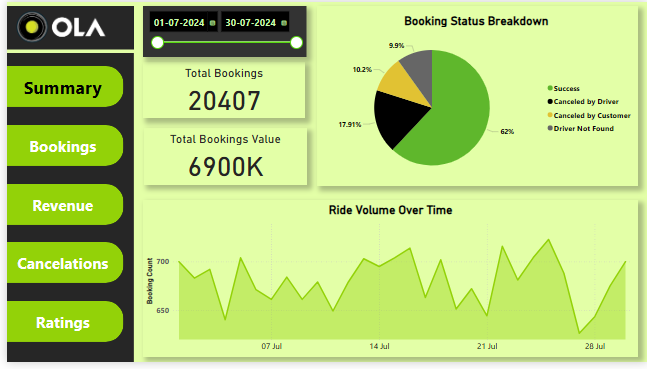 OLA
Summary
Bookings
Revenue
Cancelations
Ratings
01-07-2024 30-07-2024
Total Bookings
20407
Total Bookings Value
6900K
Booking Status Breakdown
9.9%
10.2%
17.91%
62%
Success
Canceled by Driver
Canceled by Customer
Driver Not Found
Ride Volume Over Time
Booking Count
700
650
07 Jul 14 Jul 21 Jul 28 Jul